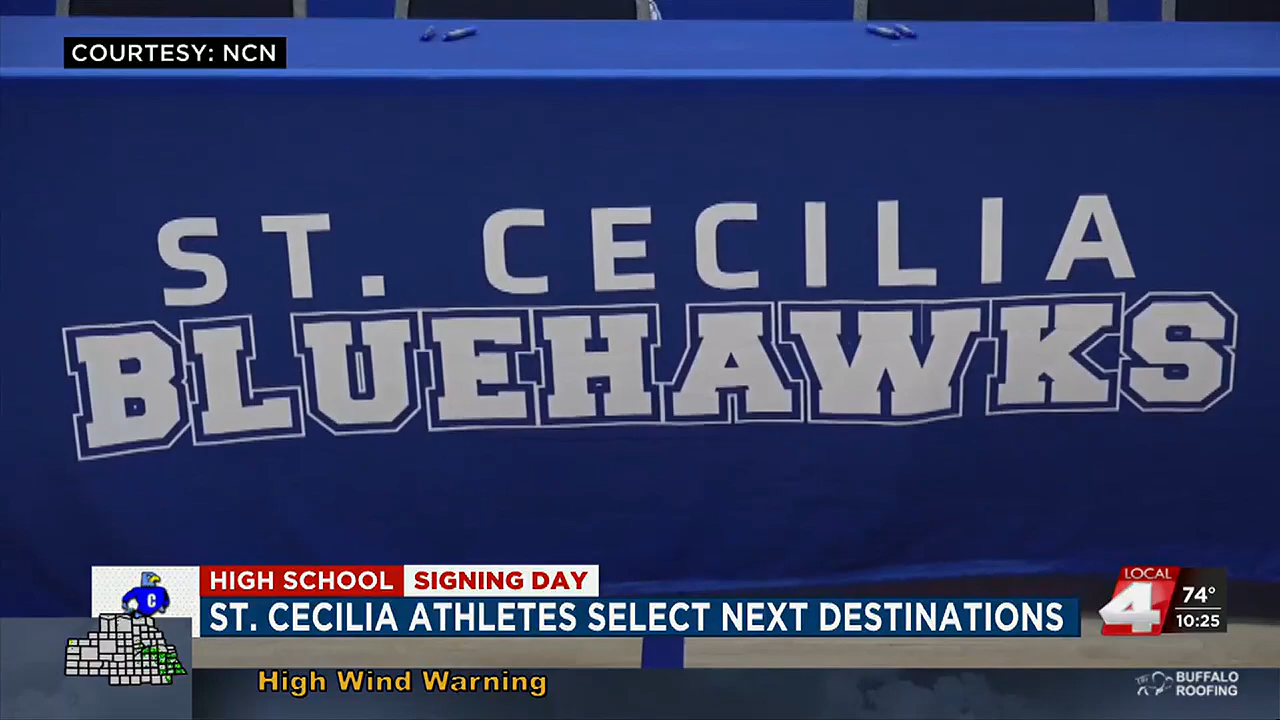 COURTESY: NCN
ST. CECILIA
BLUEHAWKS
HIGH SCHOOL SIGNING DAY
C
ST. CECILIA ATHLETES SELECT NEXT DESTINATIONS
LOCAL
4
74°
10:25
High Wind Warning
BUFFALO
ROOFING